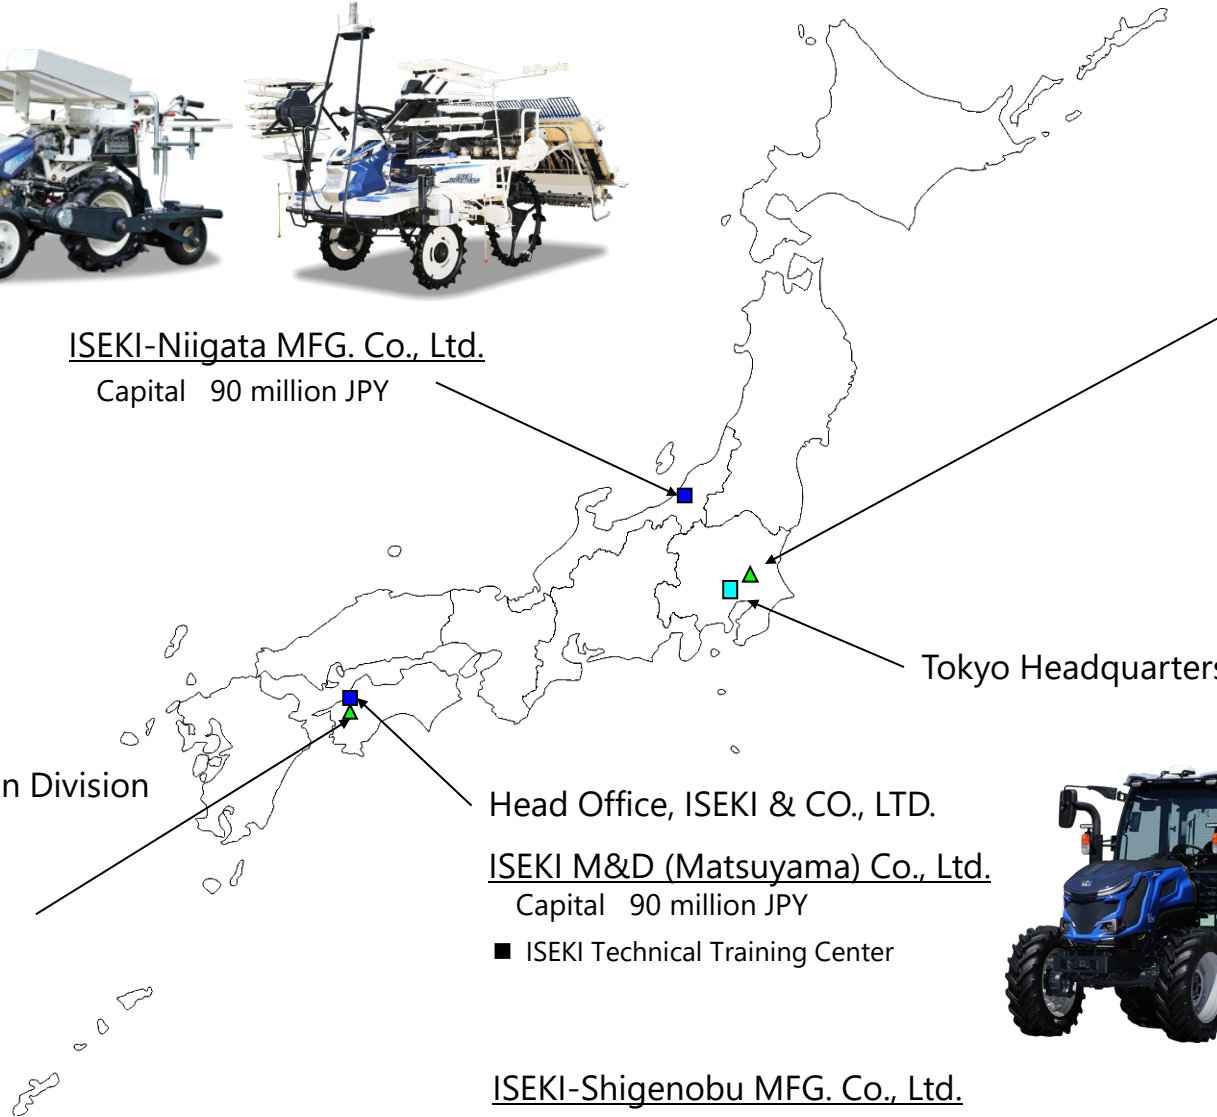 ISEKI-Niigata MFG. Co., Ltd.
Capital 90 million JPY
Tokyo Headquarters
n Division
Head Office, ISEKI & CO., LTD.
ISEKI M&D (Matsuyama) Co., Ltd.
Capital 90 million JPY
■ ISEKI Technical Training Center
ISEKI-Shigenobu MFG. Co., Ltd.